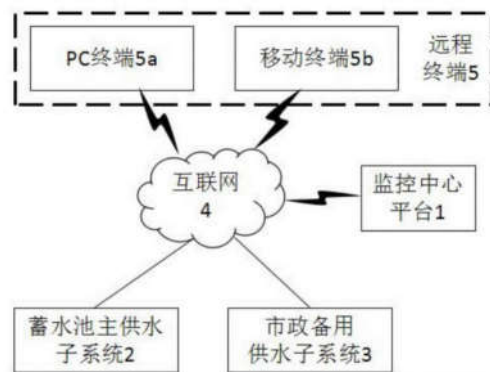 PC终端5a
移动终端5b
远程
终端5
互联网
4
监控中心
平台1
蓄水池主供水
子系统2
市政备用
供水子系统3